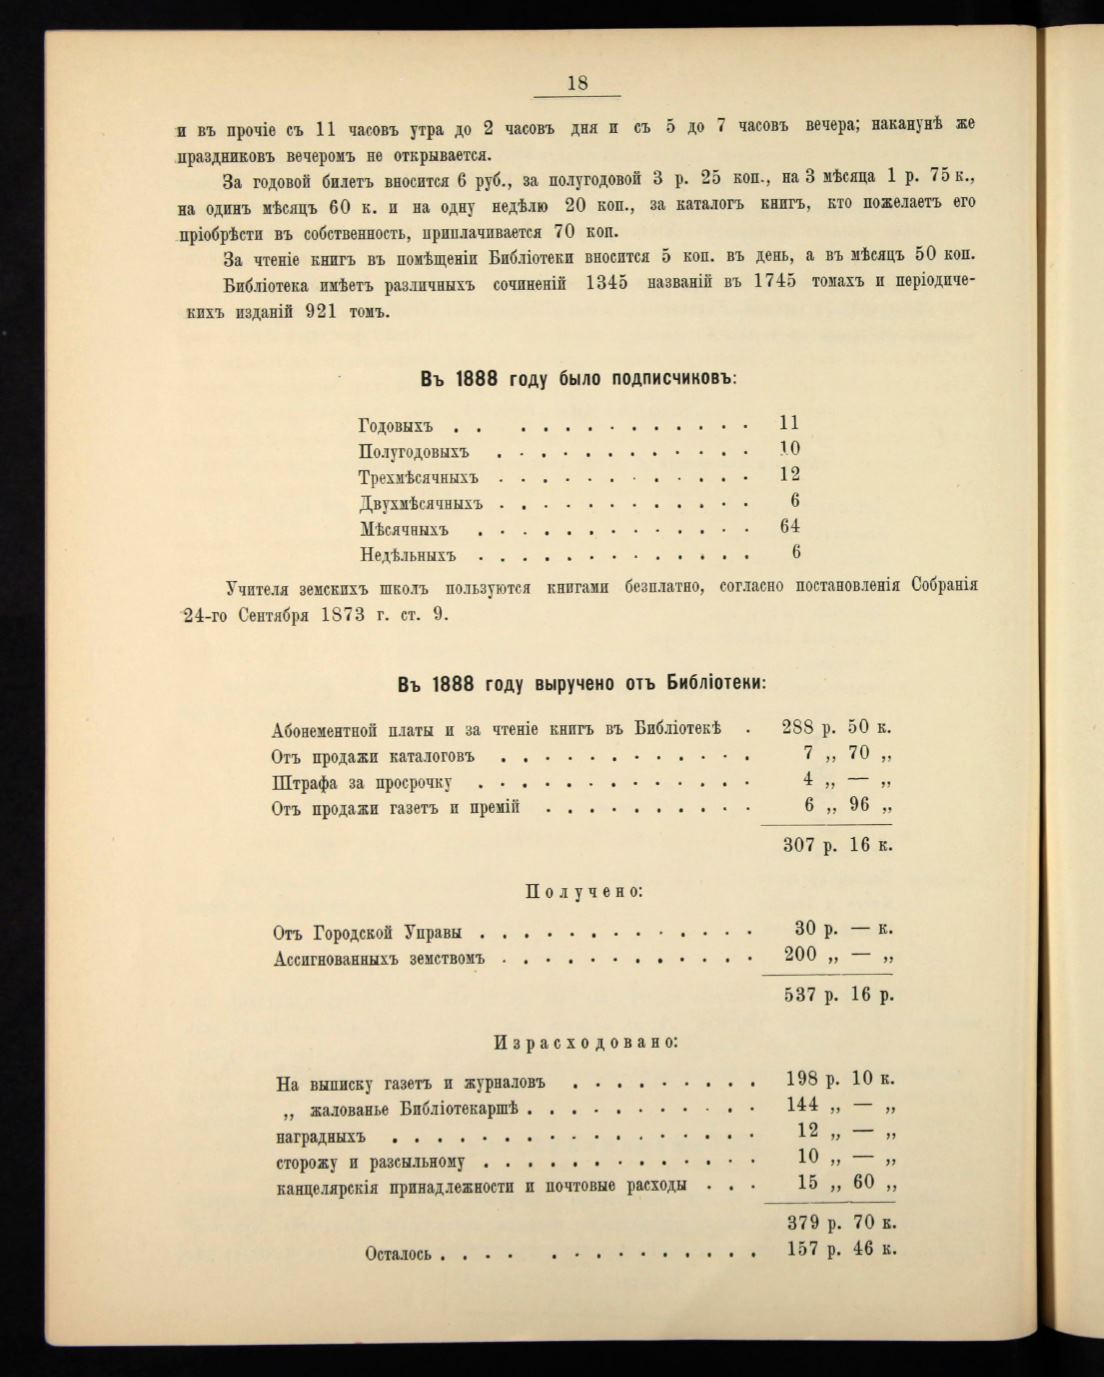 18
и въ прочіе съ 11 часовъ утра до 2 часовъ дня и съ 5 до 7 часовъ вечера; наканунѣ же
праздниковъ вечеромъ не открывается.
За годовой билетъ вносится 6 руб., за полугодовой 3 р. 25 коп., на 3 мѣсяца 1 р. 75 к.,
на одинъ мѣсяцъ 60 к. и на одну недѣлю 20 коп., за каталогъ книгъ, кто пожелаетъ его
пріобрѣсти въ собственность, приплачивается 70 коп.
За чтеніе книгъ въ помѣщеніи Библіотеки вносится 5 коп. въ день, а въ мѣсяцъ 50 коп.
Библіотека имѣетъ различныхъ сочиненій 1345 названій въ 1745 томахъ и періодиче-
кихъ изданій 921 томъ.
Въ 1888 году было подписчиковъ:
Годовыхъ . . . . . . . . . . . . . 11
Полугодовыхъ . . . . . . . . . . . . 10
Трехмѣсячныхъ . . . . . . . . . . . . 12
Двухмѣсячныхъ . . . . . . . . . . . . 6
Мѣсячныхъ . . . . . . . . . . . . . 64
Недѣльныхъ . . . . . . . . . . . . . 6
Учителя земскихъ школъ пользуются книгами безплатно, согласно постановленія Собранія
24-го Сентября 1873 г. ст. 9.
Въ 1888 году выручено отъ Библіотеки:
Абонементной платы и за чтеніе книгъ въ Библіотекѣ . 288 р. 50 к.
Отъ продажи каталоговъ . . . . . . . . . . . . 7 „ 70 „
Штрафа за просрочку . . . . . . . . . . . . . 4 „ — „
Отъ продажи газетъ и премій . . . . . . . . . . 6 „ 96 „
307 р. 16 к.
Получено:
Отъ Городской Управы . . . . . . . . . . . . . 30 р. — к.
Ассигнованныхъ земствомъ . . . . . . . . . . . . 200 „ — „
537 р. 16 р.
Израсходовано:
На выписку газетъ и журналовъ . . . . . . . . . 198 р. 10 к.
„ жалованье Библіотекаршѣ . . . . . . . . . . . 144 „ — „
наградныхъ . . . . . . . . . . . . . . . . . 12 „ — „
сторожу и разсыльному . . . . . . . . . . . . . 10 „ — „
канцелярскія принадлежности и почтовые расходы . . . 15 „ 60 „
379 р. 70 к.
Осталось . . . . . . . . . . . . . . 157 р. 46 к.